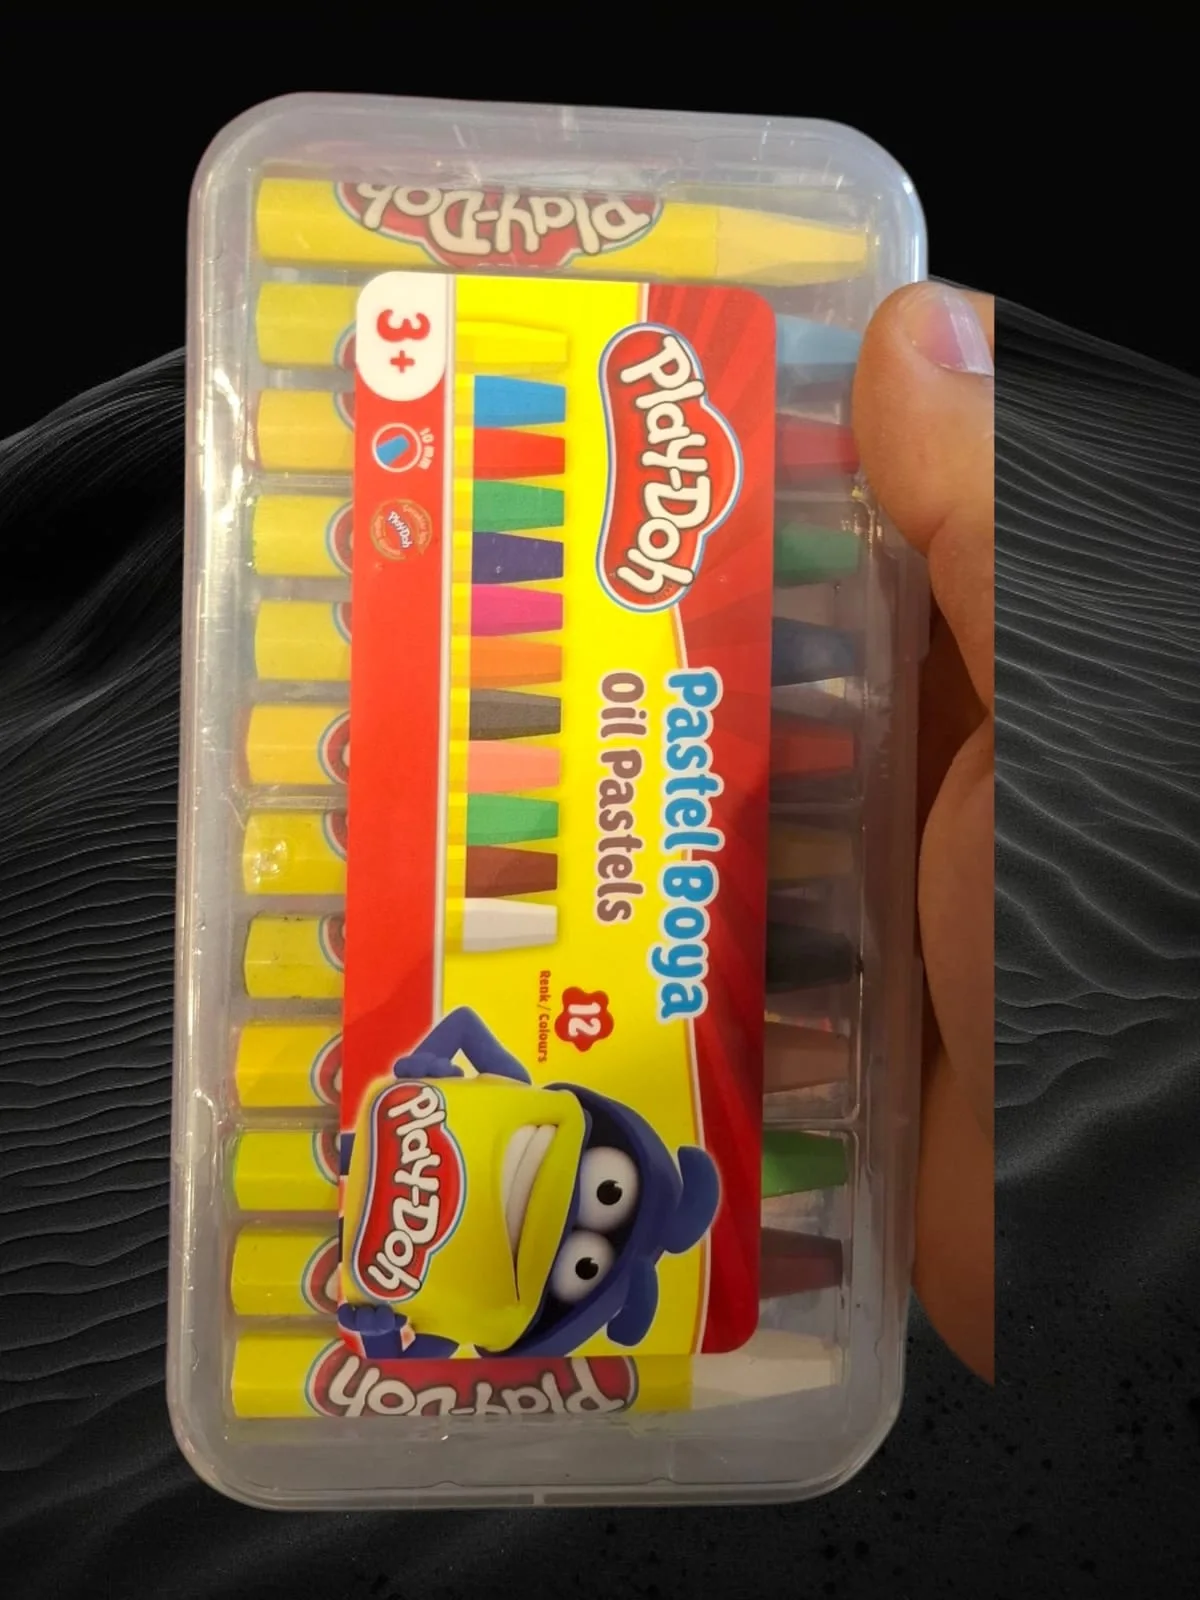 Play-Doh
Play-Doh
Pastel Boya
Oil Pastels
12
Renk / Colours
3+
10 mm
Play-Doh
Play-Doh
Play-Doh